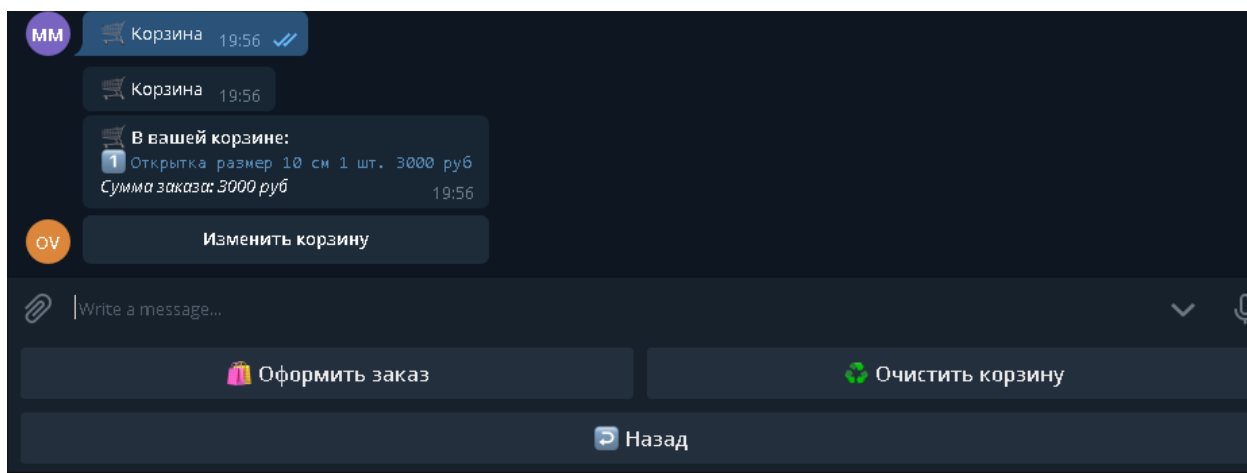 MM
🛒 Корзина 19:56
🛒 Корзина 19:56
🛒 В вашей корзине:
1️⃣ Открытка размер 10 см 1 шт. 3000 руб
Сумма заказа: 3000 руб 19:56
OV
Изменить корзину
Write a message...
🛍 Оформить заказ
♻ Очистить корзину
↩ Назад